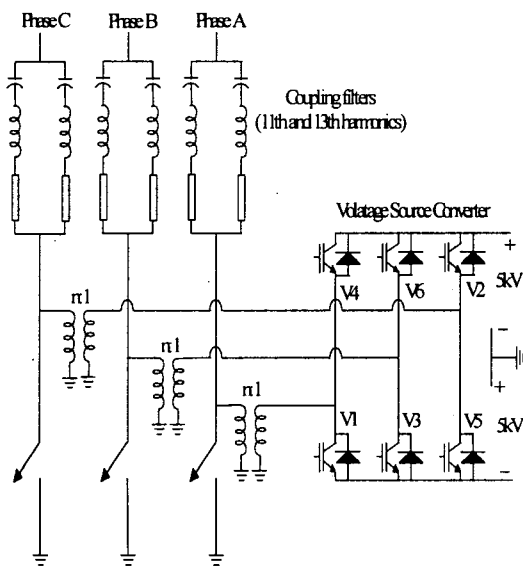 Phase C Phase B Phase A
Coupling filters
(11th and 13th harmonics)
Volatage Source Converter
+
V4 V6 V2 5kV
n:1
−
n:1
+
n:1
V1 V3 V5 5kV
−